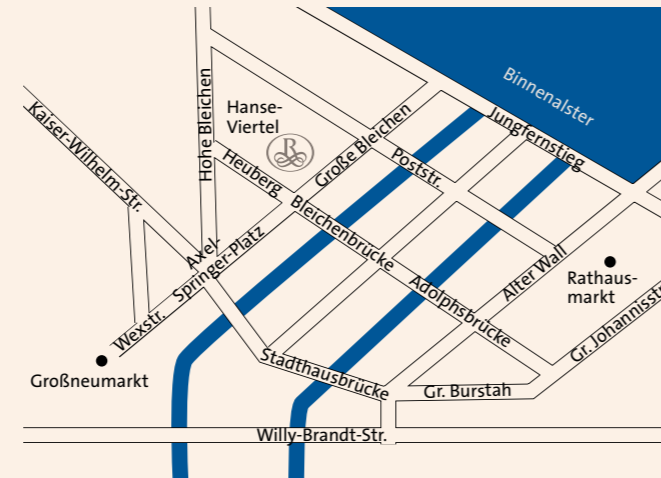 Binnenalster
Jungfernstieg
Hohe Bleichen
Kaiser-Wilhelm-Str.
Hanse-
Viertel
R
Große Bleichen
Poststr.
Heuberg
Bleichenbrücke
Axel-
Springer-Platz
Alter Wall
Rathaus-
markt
Adolphsbrücke
Gr. Johannisstr
Wexstr.
Großneumarkt
Stadthausbrücke
Gr. Burstah
Willy-Brandt-Str.